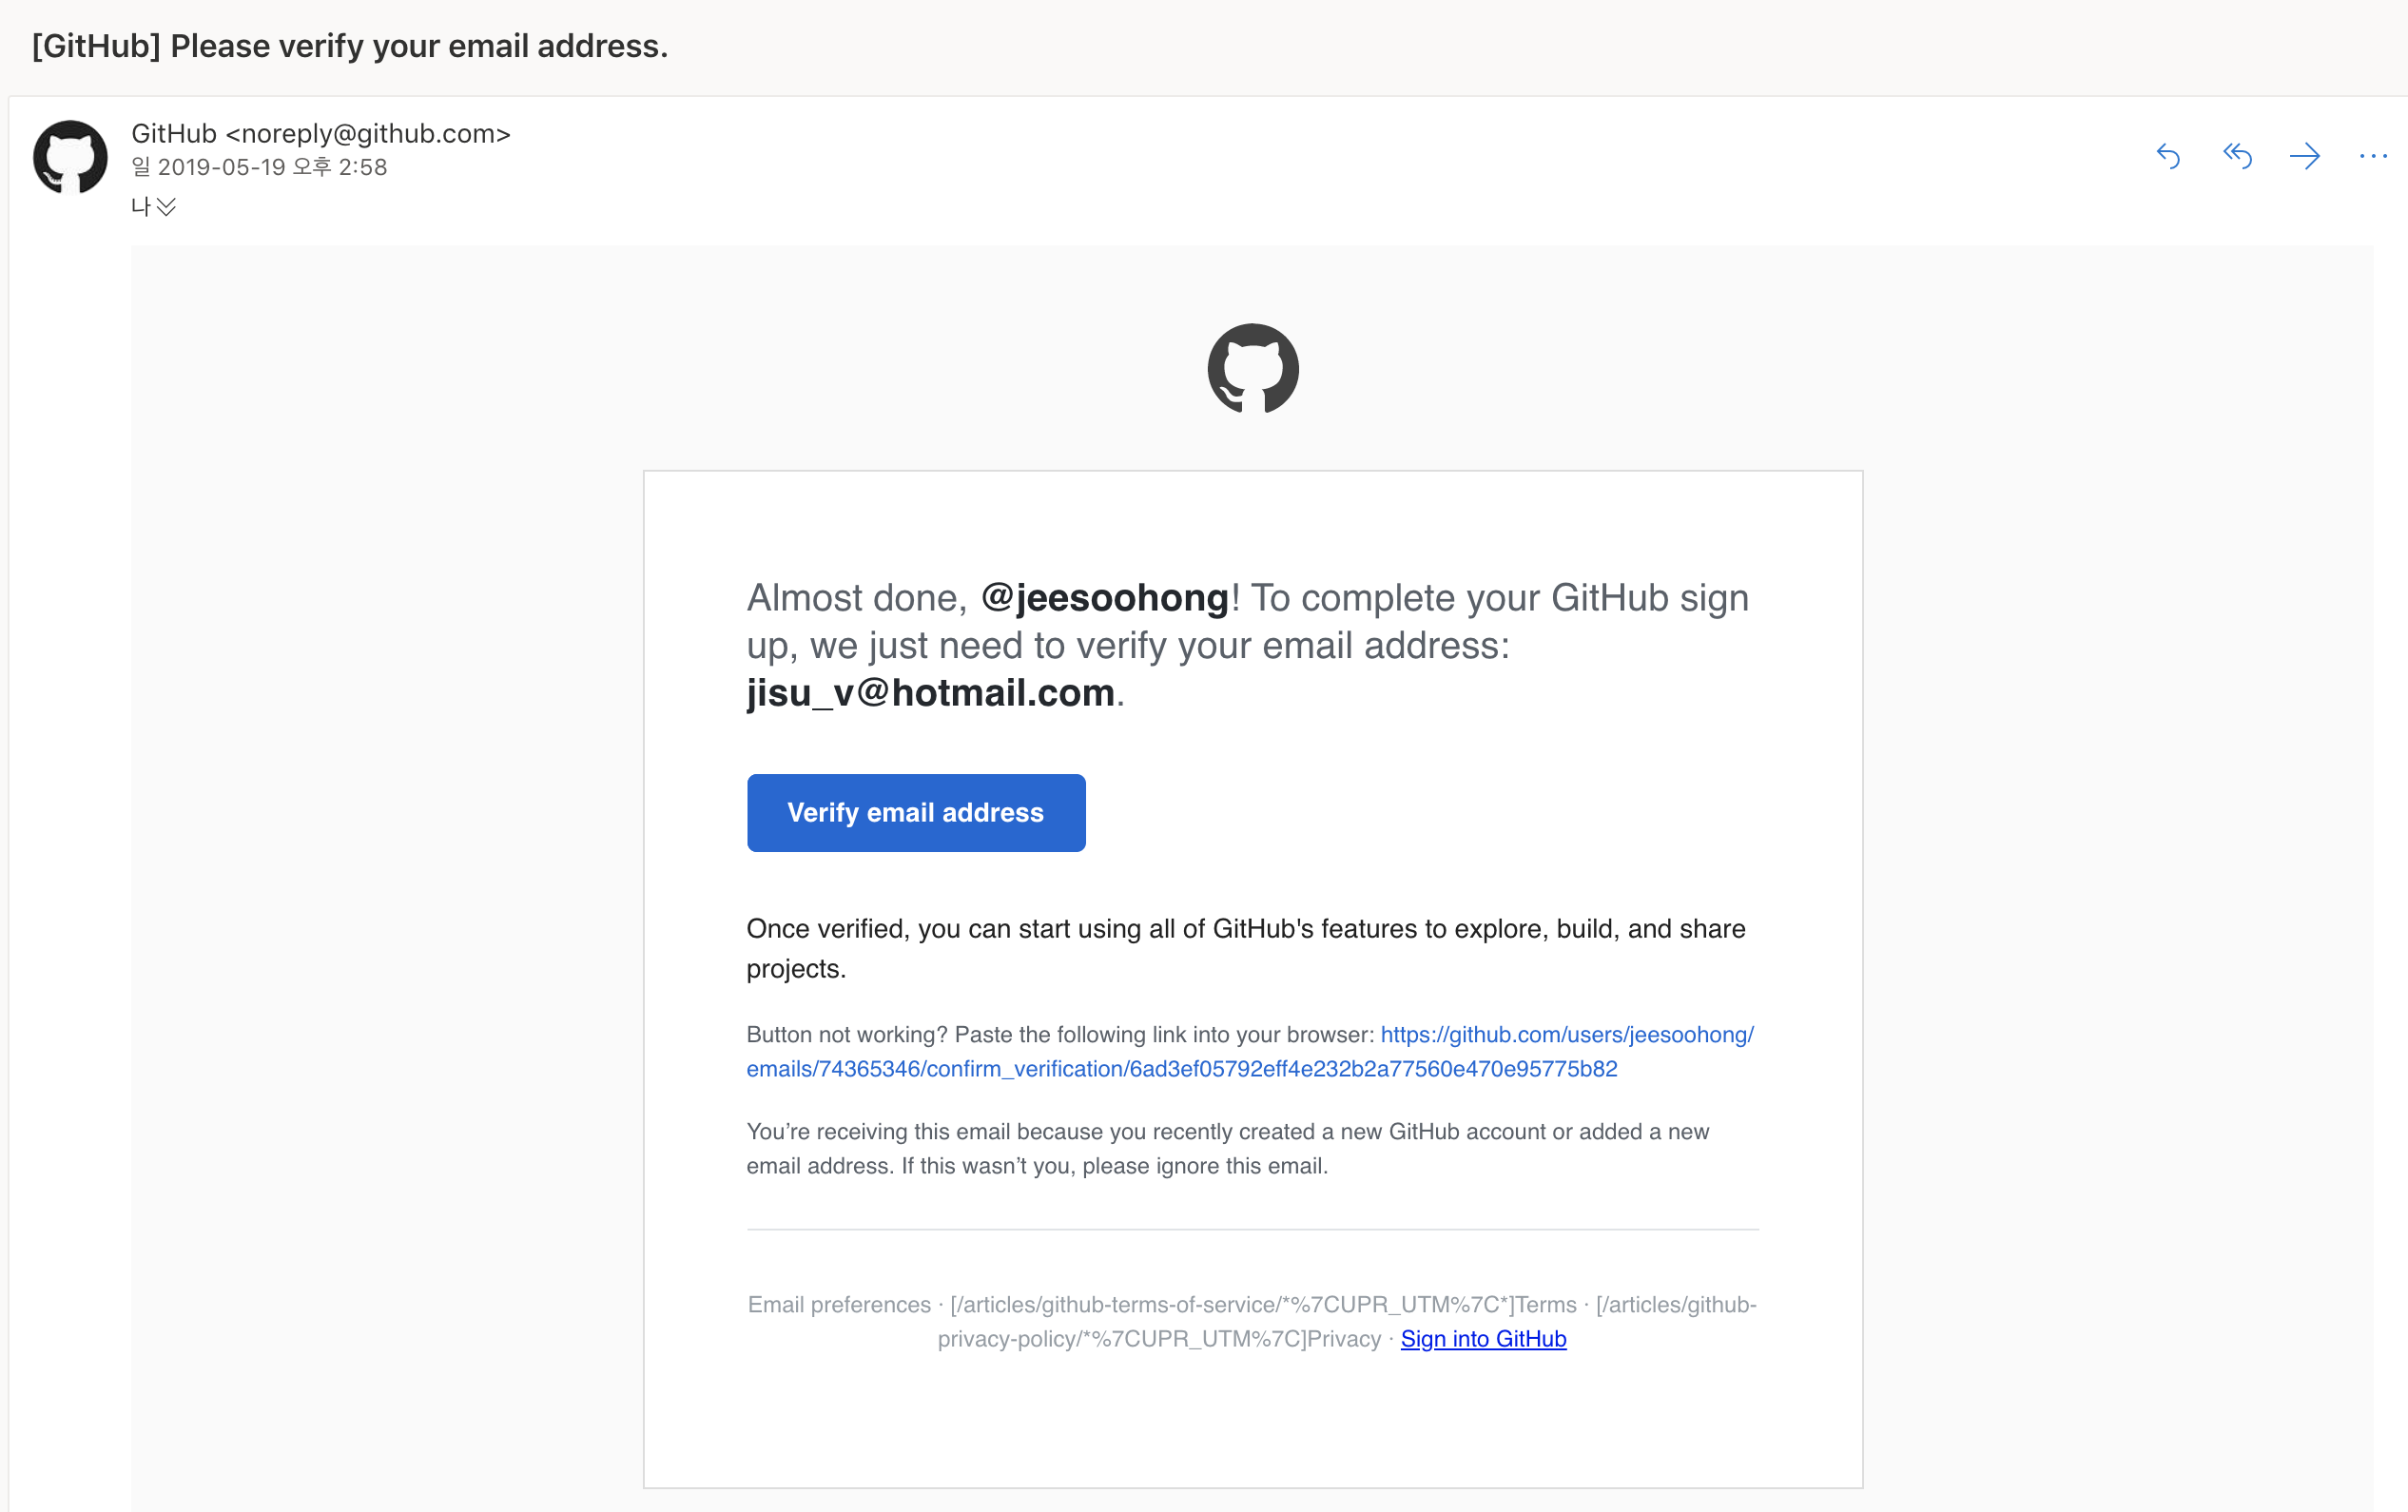 [GitHub] Please verify your email address.
GitHub <noreply@github.com>
일 2019-05-19 오후 2:58
나
Almost done, @jeesoohong! To complete your GitHub sign
up, we just need to verify your email address:
jisu_v@hotmail.com.
Verify email address
Once verified, you can start using all of GitHub's features to explore, build, and share
projects.
Button not working? Paste the following link into your browser: https://github.com/users/jeesoohong/
emails/74365346/confirm_verification/6ad3ef05792eff4e232b2a77560e470e95775b82
You’re receiving this email because you recently created a new GitHub account or added a new
email address. If this wasn’t you, please ignore this email.
Email preferences · [/articles/github-terms-of-service/*%7CUPR_UTM%7C*]Terms · [/articles/github-
privacy-policy/*%7CUPR_UTM%7C]Privacy · Sign into GitHub